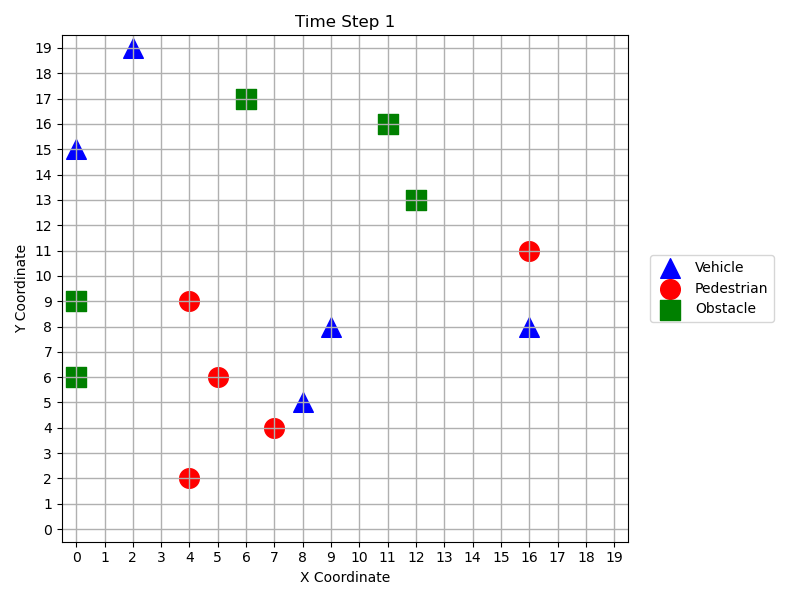 Time Step 1
Y Coordinate
19
18
17
16
15
14
13
12
11
10
9
8
7
6
5
4
3
2
1
0
0 1 2 3 4 5 6 7 8 9 10 11 12 13 14 15 16 17 18 19
X Coordinate
Vehicle
Pedestrian
Obstacle